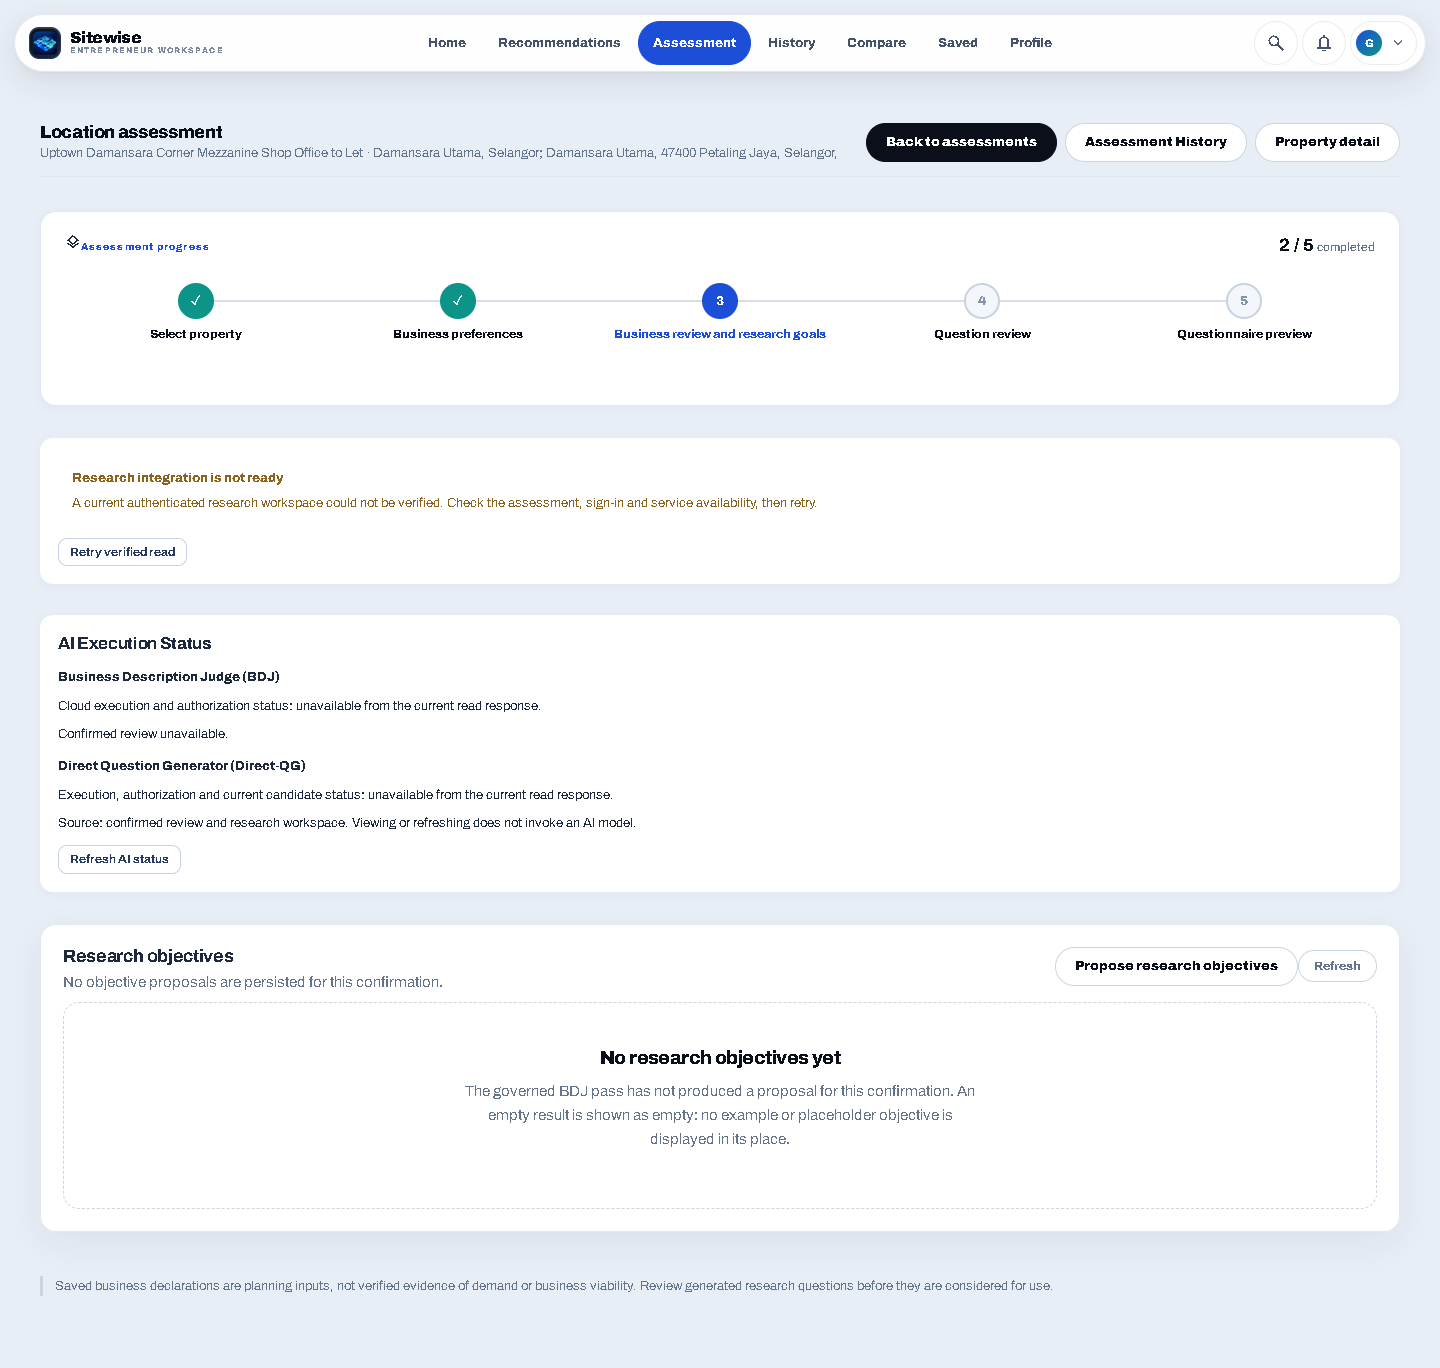 Sitewise
ENTREPRENEUR WORKSPACE
Home
Recommendations
Assessment
History
Compare
Saved
Profile
G
Location assessment
Uptown Damansara Corner Mezzanine Shop Office to Let · Damansara Utama, Selangor; Damansara Utama, 47400 Petaling Jaya, Selangor,
Back to assessments
Assessment History
Property detail
Assessment progress
2 / 5 completed
✓
✓
3
4
5
Select property
Business preferences
Business review and research goals
Question review
Questionnaire preview
Research integration is not ready
A current authenticated research workspace could not be verified. Check the assessment, sign-in and service availability, then retry.
Retry verified read
AI Execution Status
Business Description Judge (BDJ)
Cloud execution and authorization status: unavailable from the current read response.
Confirmed review unavailable.
Direct Question Generator (Direct-QG)
Execution, authorization and current candidate status: unavailable from the current read response.
Source: confirmed review and research workspace. Viewing or refreshing does not invoke an AI model.
Refresh AI status
Research objectives
No objective proposals are persisted for this confirmation.
Propose research objectives
Refresh
No research objectives yet
The governed BDJ pass has not produced a proposal for this confirmation. An
empty result is shown as empty: no example or placeholder objective is
displayed in its place.
Saved business declarations are planning inputs, not verified evidence of demand or business viability. Review generated research questions before they are considered for use.